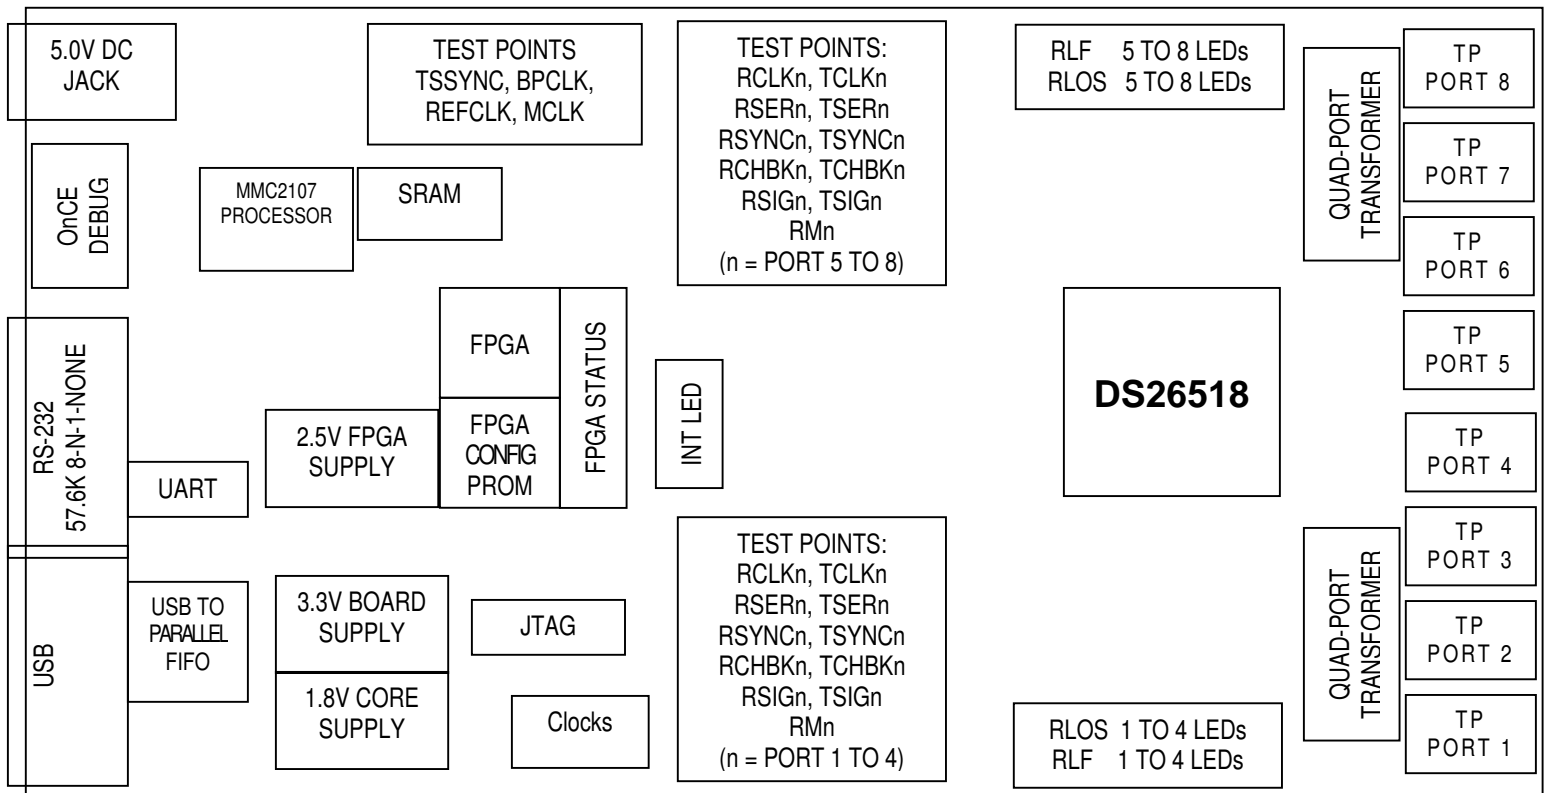 5.0V DC
JACK
TEST POINTS
TSSYNC, BPCLK,
REFCLK, MCLK
TEST POINTS:
RCLKn, TCLKn
RSERn, TSERn
RSYNCn, TSYNCn
RCHBKn, TCHBKn
RSIGn, TSIGn
RMn
(n = PORT 5 TO 8)
RLF 5 TO 8 LEDs
RLOS 5 TO 8 LEDs
QUAD-PORT
TRANSFORMER
TP
PORT 8
TP
PORT 7
TP
PORT 6
TP
PORT 5
OnCE
DEBUG
MMC2107
PROCESSOR
SRAM
FPGA
FPGA STATUS
INT LED
DS26518
RS-232
57.6K 8-N-1-NONE
UART
2.5V FPGA
SUPPLY
FPGA
CONFIG
PROM
TP
PORT 4
TP
PORT 3
TP
PORT 2
TP
PORT 1
QUAD-PORT
TRANSFORMER
USB
USB TO
PARALLEL
FIFO
3.3V BOARD
SUPPLY
1.8V CORE
SUPPLY
JTAG
Clocks
TEST POINTS:
RCLKn, TCLKn
RSERn, TSERn
RSYNCn, TSYNCn
RCHBKn, TCHBKn
RSIGn, TSIGn
RMn
(n = PORT 1 TO 4)
RLOS 1 TO 4 LEDs
RLF 1 TO 4 LEDs